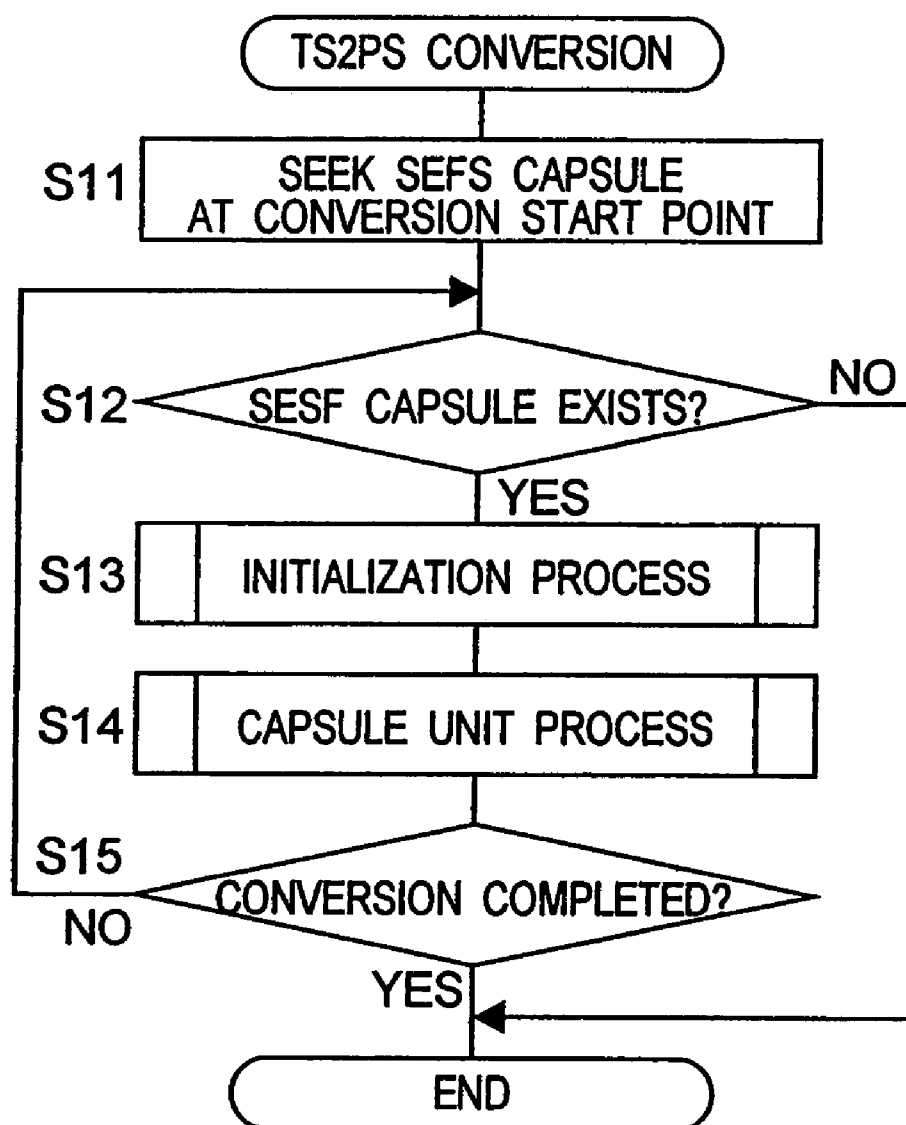 TS2PS CONVERSION
S11
SEEK SEFS CAPSULE
AT CONVERSION START POINT
S12
SESF CAPSULE EXISTS?
NO
YES
S13
INITIALIZATION PROCESS
S14
CAPSULE UNIT PROCESS
S15
CONVERSION COMPLETED?
NO
YES
END